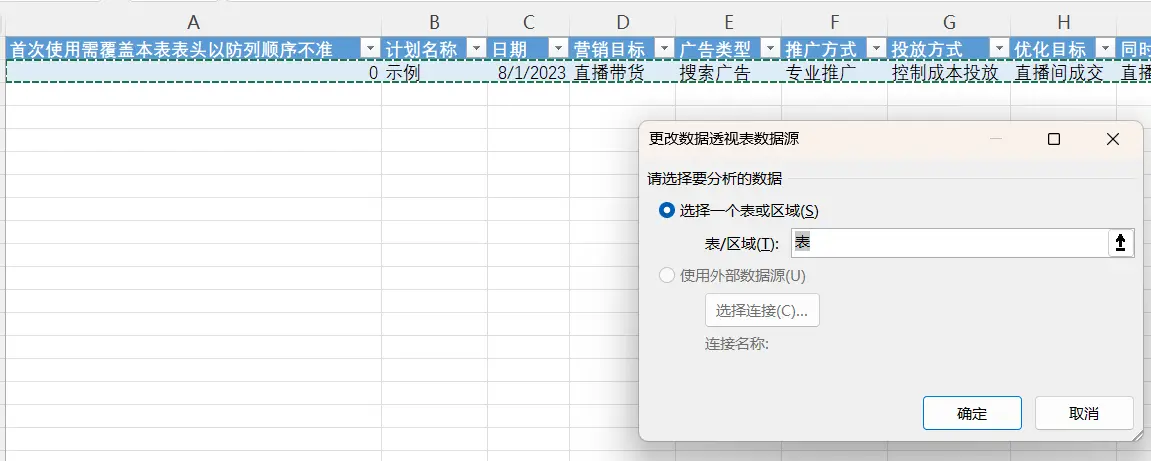 A B C D E F G H
首次使用需覆盖本表表头以防列顺序不准 计划名称 日期 营销目标 广告类型 推广方式 投放方式 优化目标 同时
0 示例 8/1/2023 直播带货 搜索广告 专业推广 控制成本投放 直播间成交 直播
更改数据透视表数据源
请选择要分析的数据
选择一个表或区域(S)
表/区域(T): 表
使用外部数据源(U)
选择连接(C)...
连接名称:
确定 取消